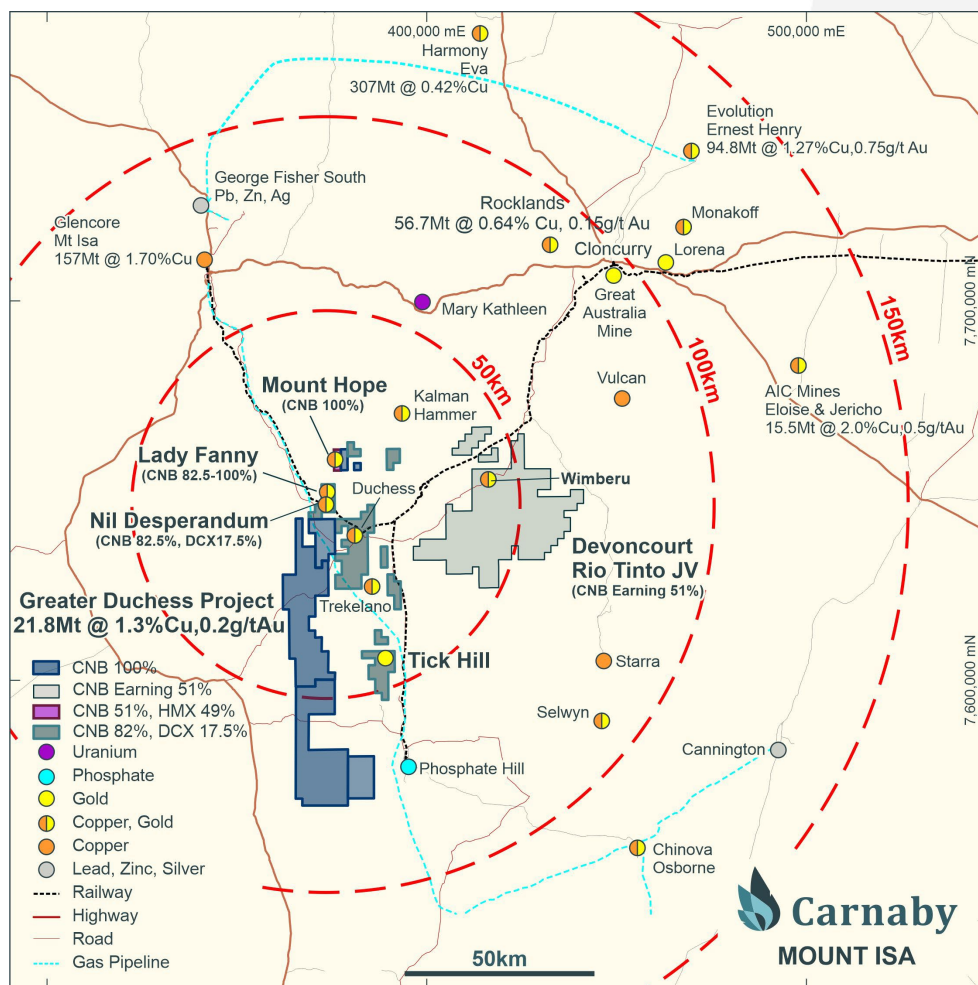 400,000 mE
500,000 mE
Harmony
Eva
307Mt @ 0.42%Cu
Evolution
Ernest Henry
94.8Mt @ 1.27%Cu,0.75g/t Au
George Fisher South
Pb, Zn, Ag
Glencore
Mt Isa
157Mt @ 1.70%Cu
Rocklands
56.7Mt @ 0.64% Cu, 0.15g/t Au
Monakoff
Cloncurry
Lorena
Great
Australia
Mine
Mary Kathleen
7,700,000 mN
50km
100km
150km
Mount Hope
(CNB 100%)
Kalman
Hammer
Vulcan
AIC Mines
Eloise & Jericho
15.5Mt @ 2.0%Cu,0.5g/tAu
Lady Fanny
(CNB 82.5-100%)
Duchess
Wimberu
Nil Desperandum
(CNB 82.5%, DCX17.5%)
Devoncourt
Rio Tinto JV
(CNB Earning 51%)
Trekelano
Greater Duchess Project
21.8Mt @ 1.3%Cu,0.2g/tAu
Tick Hill
Starra
7,600,000 mN
Selwyn
Cannington
Phosphate Hill
Chinova
Osborne
CNB 100%
CNB Earning 51%
CNB 51%, HMX 49%
CNB 82%, DCX 17.5%
Uranium
Phosphate
Gold
Copper, Gold
Copper
Lead, Zinc, Silver
Railway
Highway
Road
Gas Pipeline
50km
Carnaby
MOUNT ISA